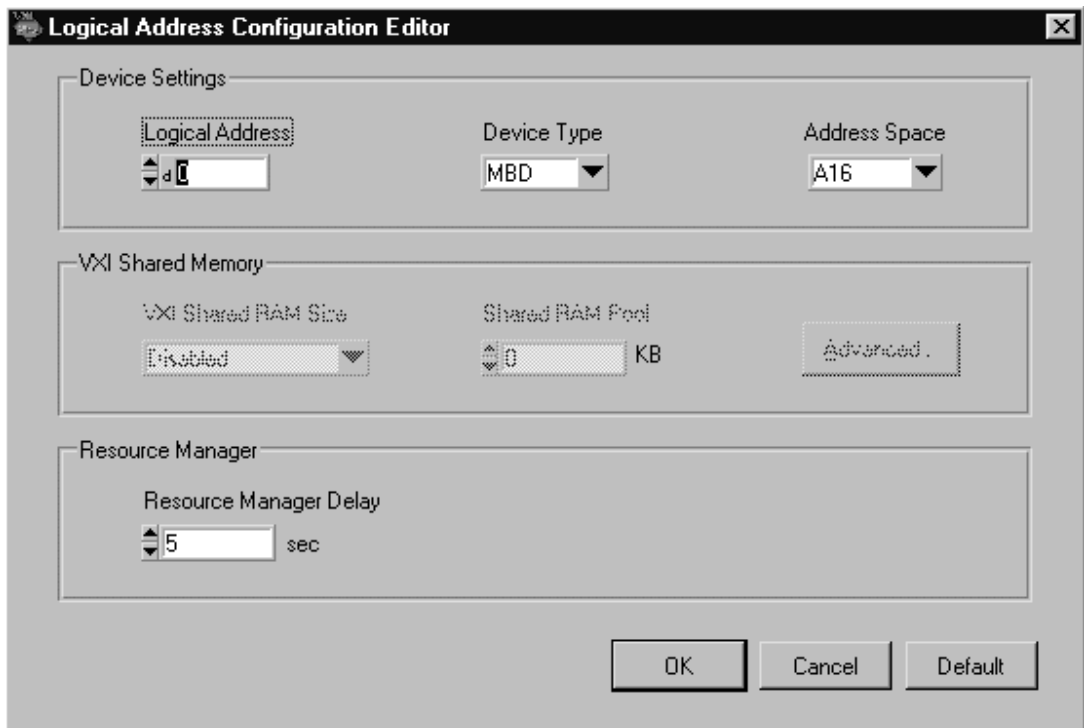 Logical Address Configuration Editor
Device Settings
Logical Address Device Type Address Space
d 0 MBD A16
VXI Shared Memory
VXI Shared RAM Size Shared RAM Pool
Disabled 0 KB Advanced .
Resource Manager
Resource Manager Delay
5 sec
OK Cancel Default